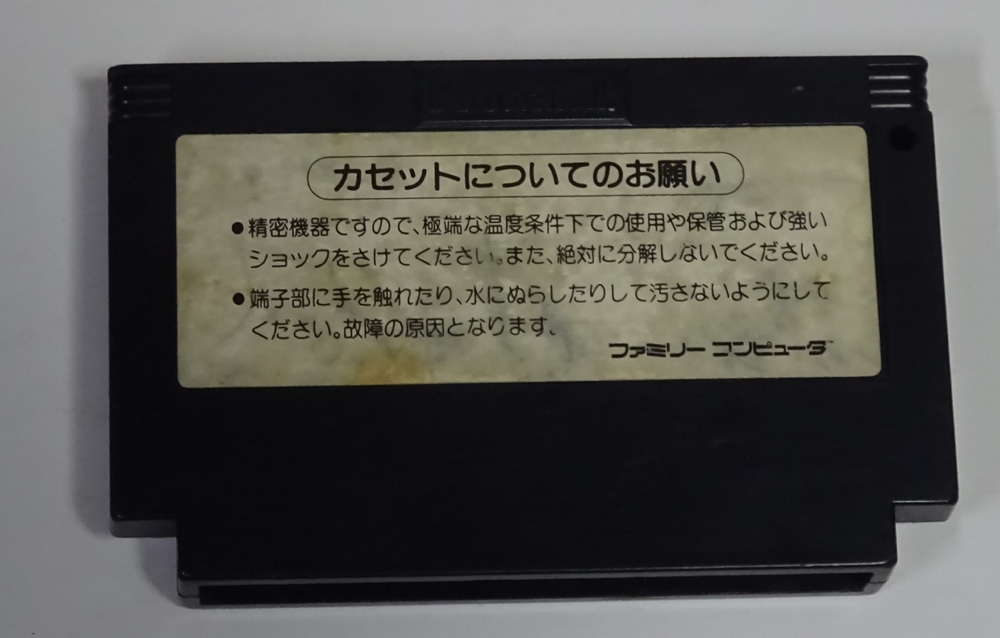 カセットについてのお願い
●精密機器ですので、極端な温度条件下での使用や保管および強い
ショックをさけてください。また、絶対に分解しないでください。
●端子部に手を触れたり、水にぬらしたりして汚さないようにして
ください。故障の原因となります。
ファミリーコンピュータ™